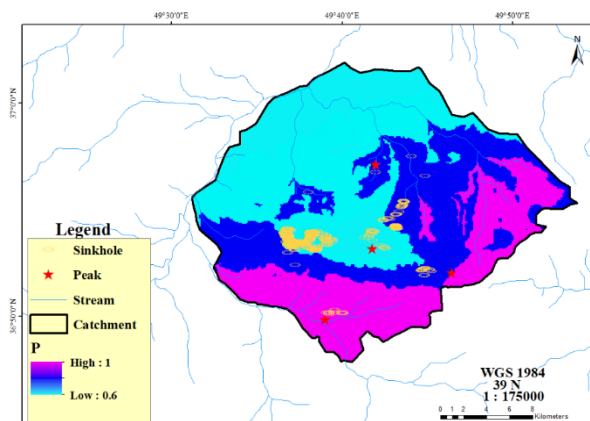 49°30'0"E 49°40'0"E 49°50'0"E
N
37°0'0"N
36°50'0"N
Legend
Sinkhole
Peak
Stream
Catchment
P
High : 1
Low : 0.6
WGS 1984
39 N
1 : 175000
0 1 2 4 6 8
Kilometers